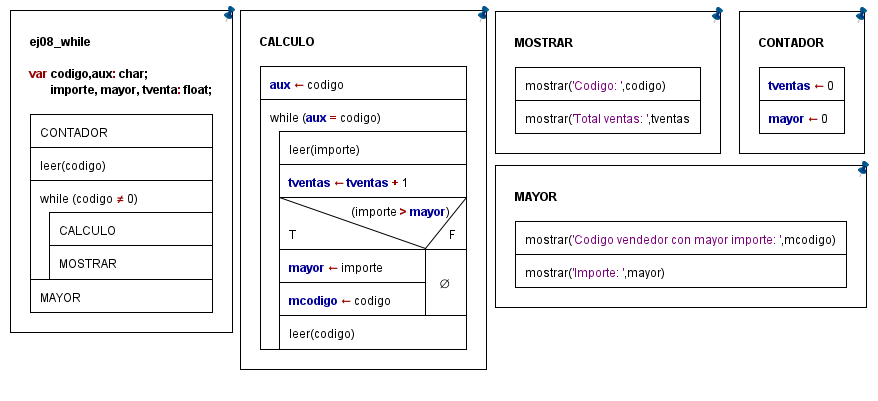 ej08_while
var codigo,aux: char;
importe, mayor, tventa: float;
CONTADOR
leer(codigo)
while (codigo ≠ 0)
CALCULO
MOSTRAR
MAYOR
CALCULO
aux ← codigo
while (aux = codigo)
leer(importe)
tventas ← tventas + 1
(importe > mayor)
T
F
mayor ← importe
mcodigo ← codigo
∅
leer(codigo)
MOSTRAR
mostrar('Codigo: ',codigo)
mostrar('Total ventas: ',tventas
CONTADOR
tventas ← 0
mayor ← 0
MAYOR
mostrar('Codigo vendedor con mayor importe: ',mcodigo)
mostrar('Importe: ',mayor)